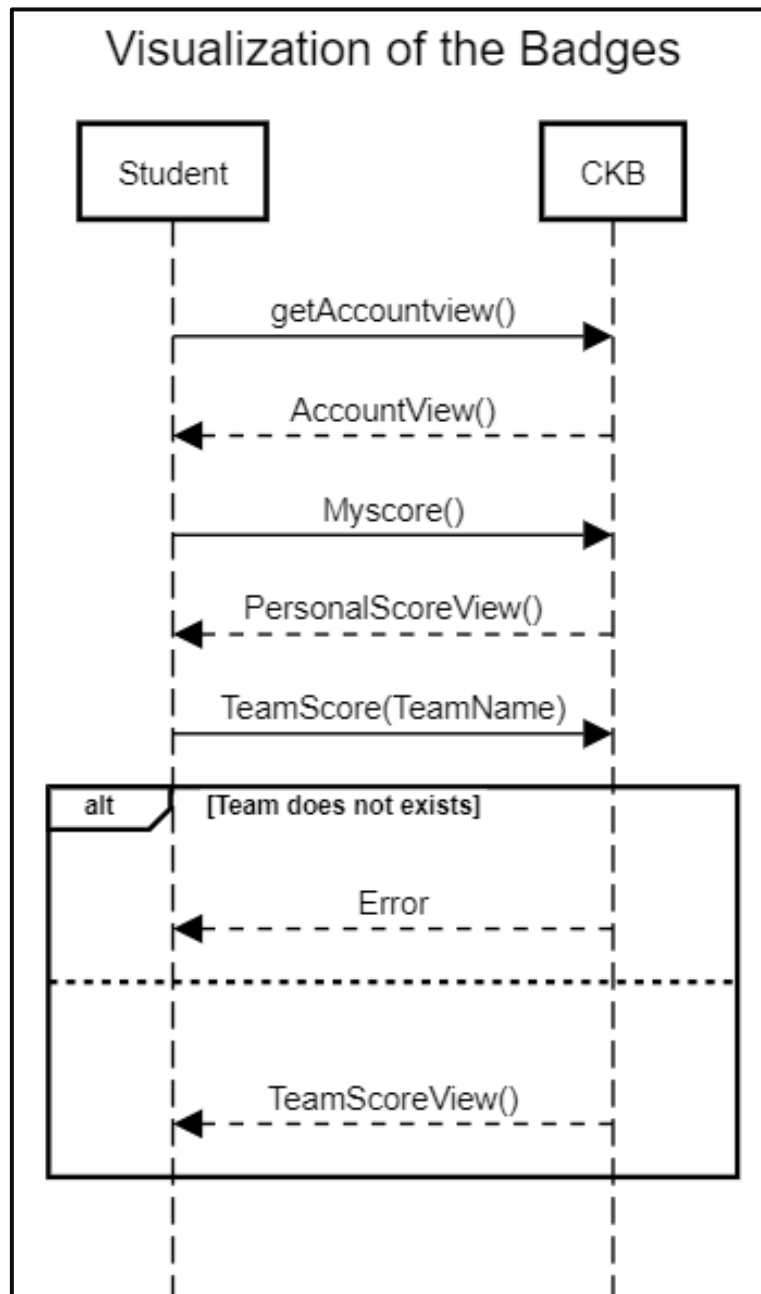 Visualization of the Badges
Student
CKB
getAccountview()
AccountView()
Myscore()
PersonalScoreView()
TeamScore(TeamName)
alt
[Team does not exists]
Error
TeamScoreView()